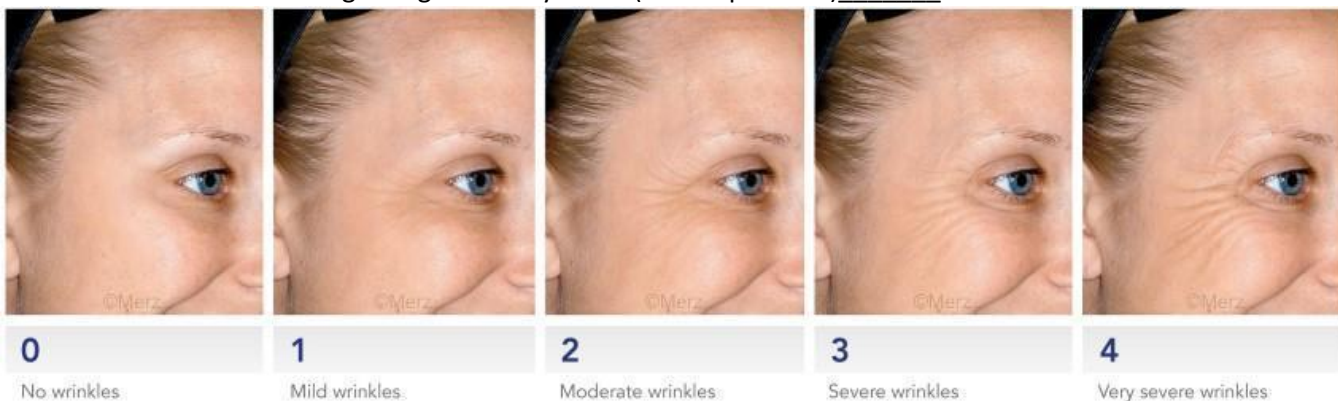 ©Merz ©Merz ©Merz ©Merz ©Merz
0 1 2 3 4
No wrinkles Mild wrinkles Moderate wrinkles Severe wrinkles Very severe wrinkles